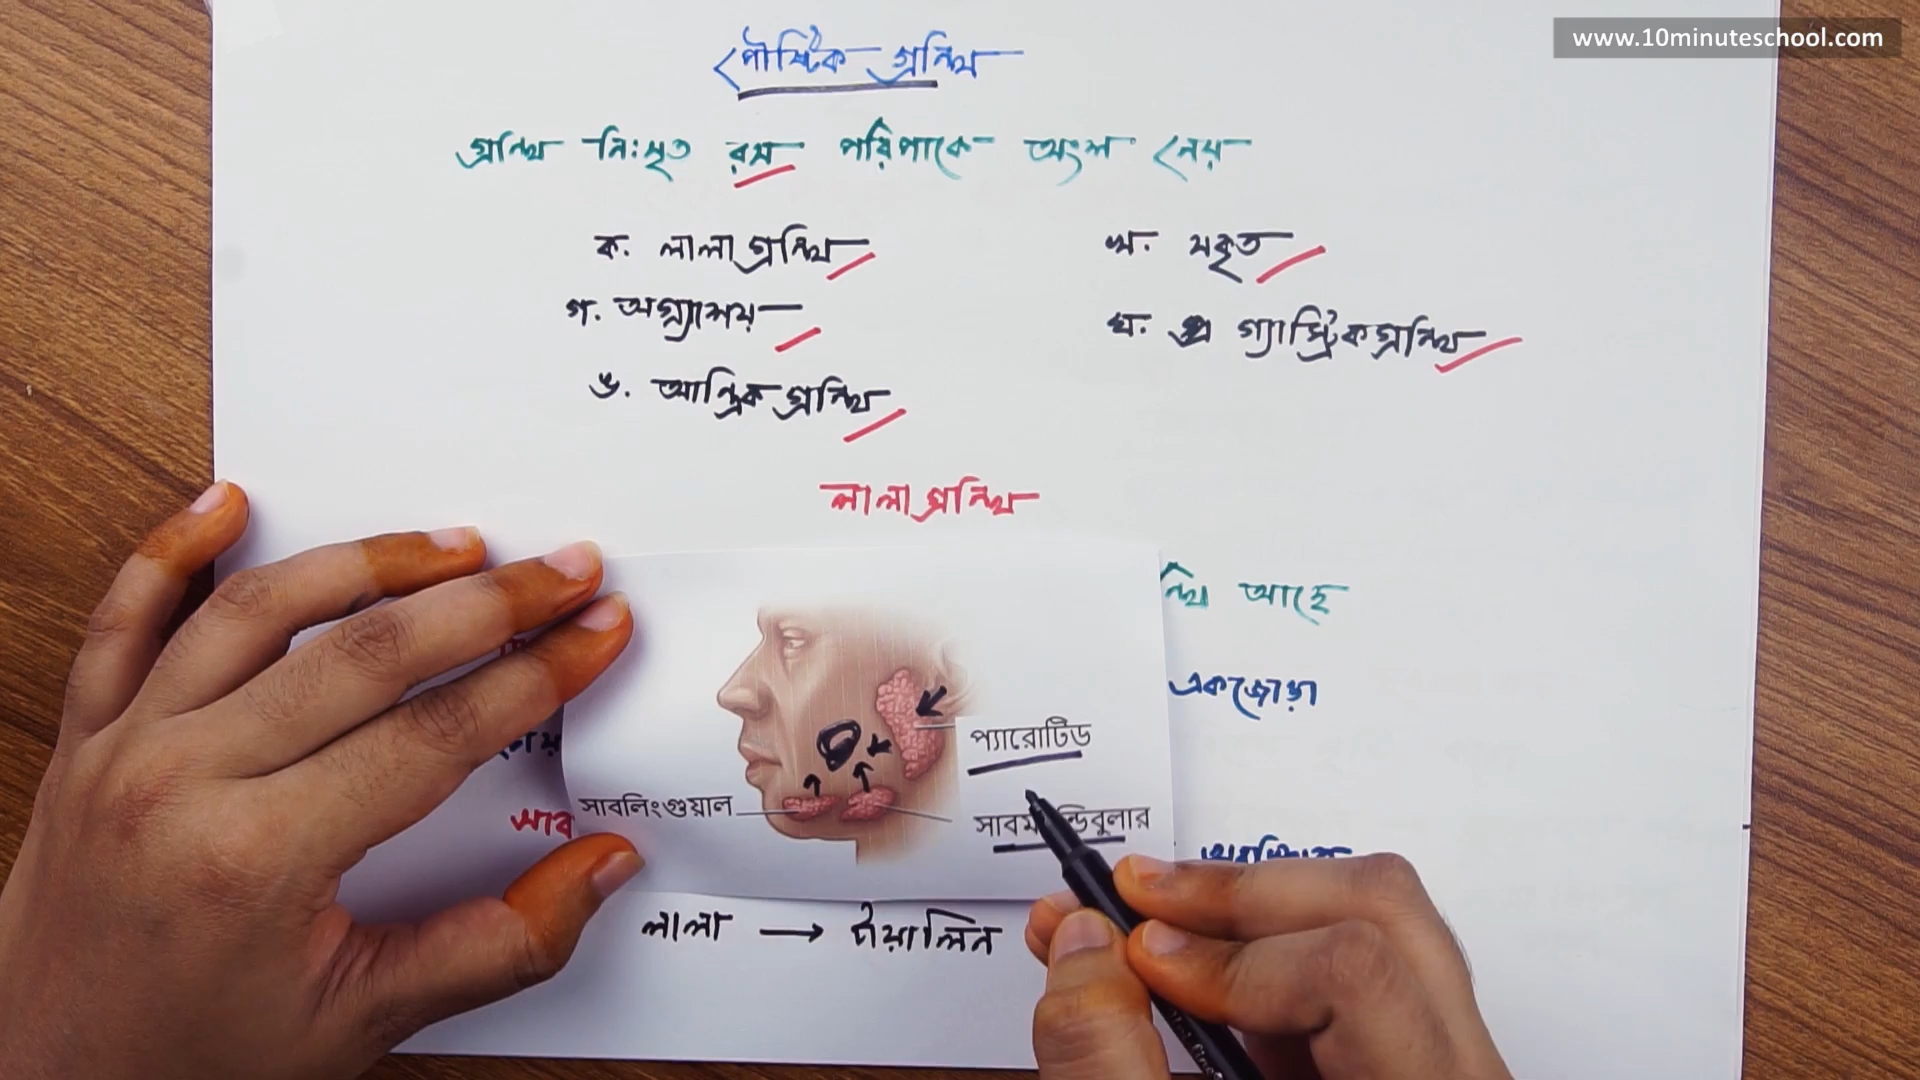 www.10minuteschool.com
পৌষ্টিক গ্রন্থি
গ্রন্থি নিঃসৃত রস পরিপাকে অংশ নেয়
ক. লালাগ্রন্থি
খ. যকৃত
গ. অগ্ন্যাশয়
ঘ. গ্যাস্ট্রিকগ্রন্থি
ঙ. আন্ত্রিক গ্রন্থি
লালাগ্রন্থি
আছে
একজোড়া
প্যারোটিড
সাবলিংগুয়াল
সাব
লালা → টায়ালিন